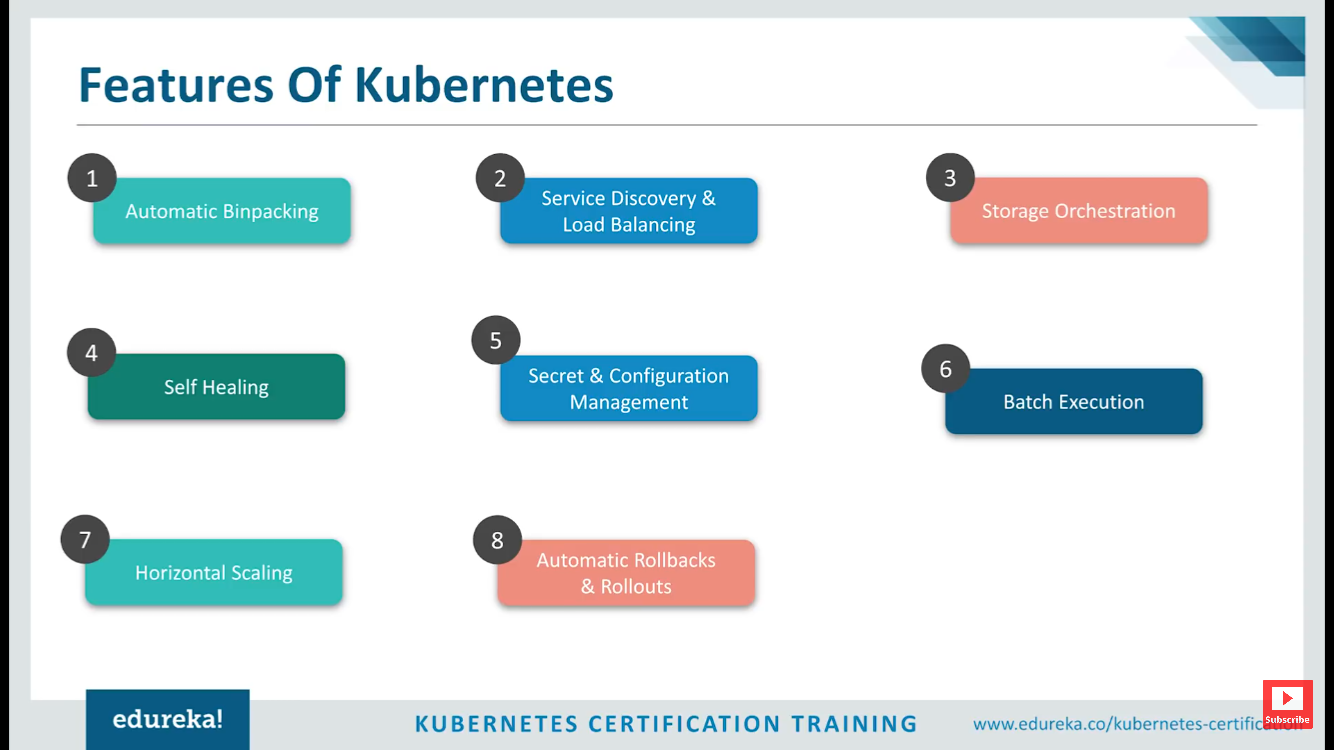 Features Of Kubernetes
1
Automatic Binpacking
2
Service Discovery &
Load Balancing
3
Storage Orchestration
4
Self Healing
5
Secret & Configuration
Management
6
Batch Execution
7
Horizontal Scaling
8
Automatic Rollbacks
& Rollouts
edureka!
KUBERNETES CERTIFICATION TRAINING
www.edureka.co/kubernetes-certification
Subscribe